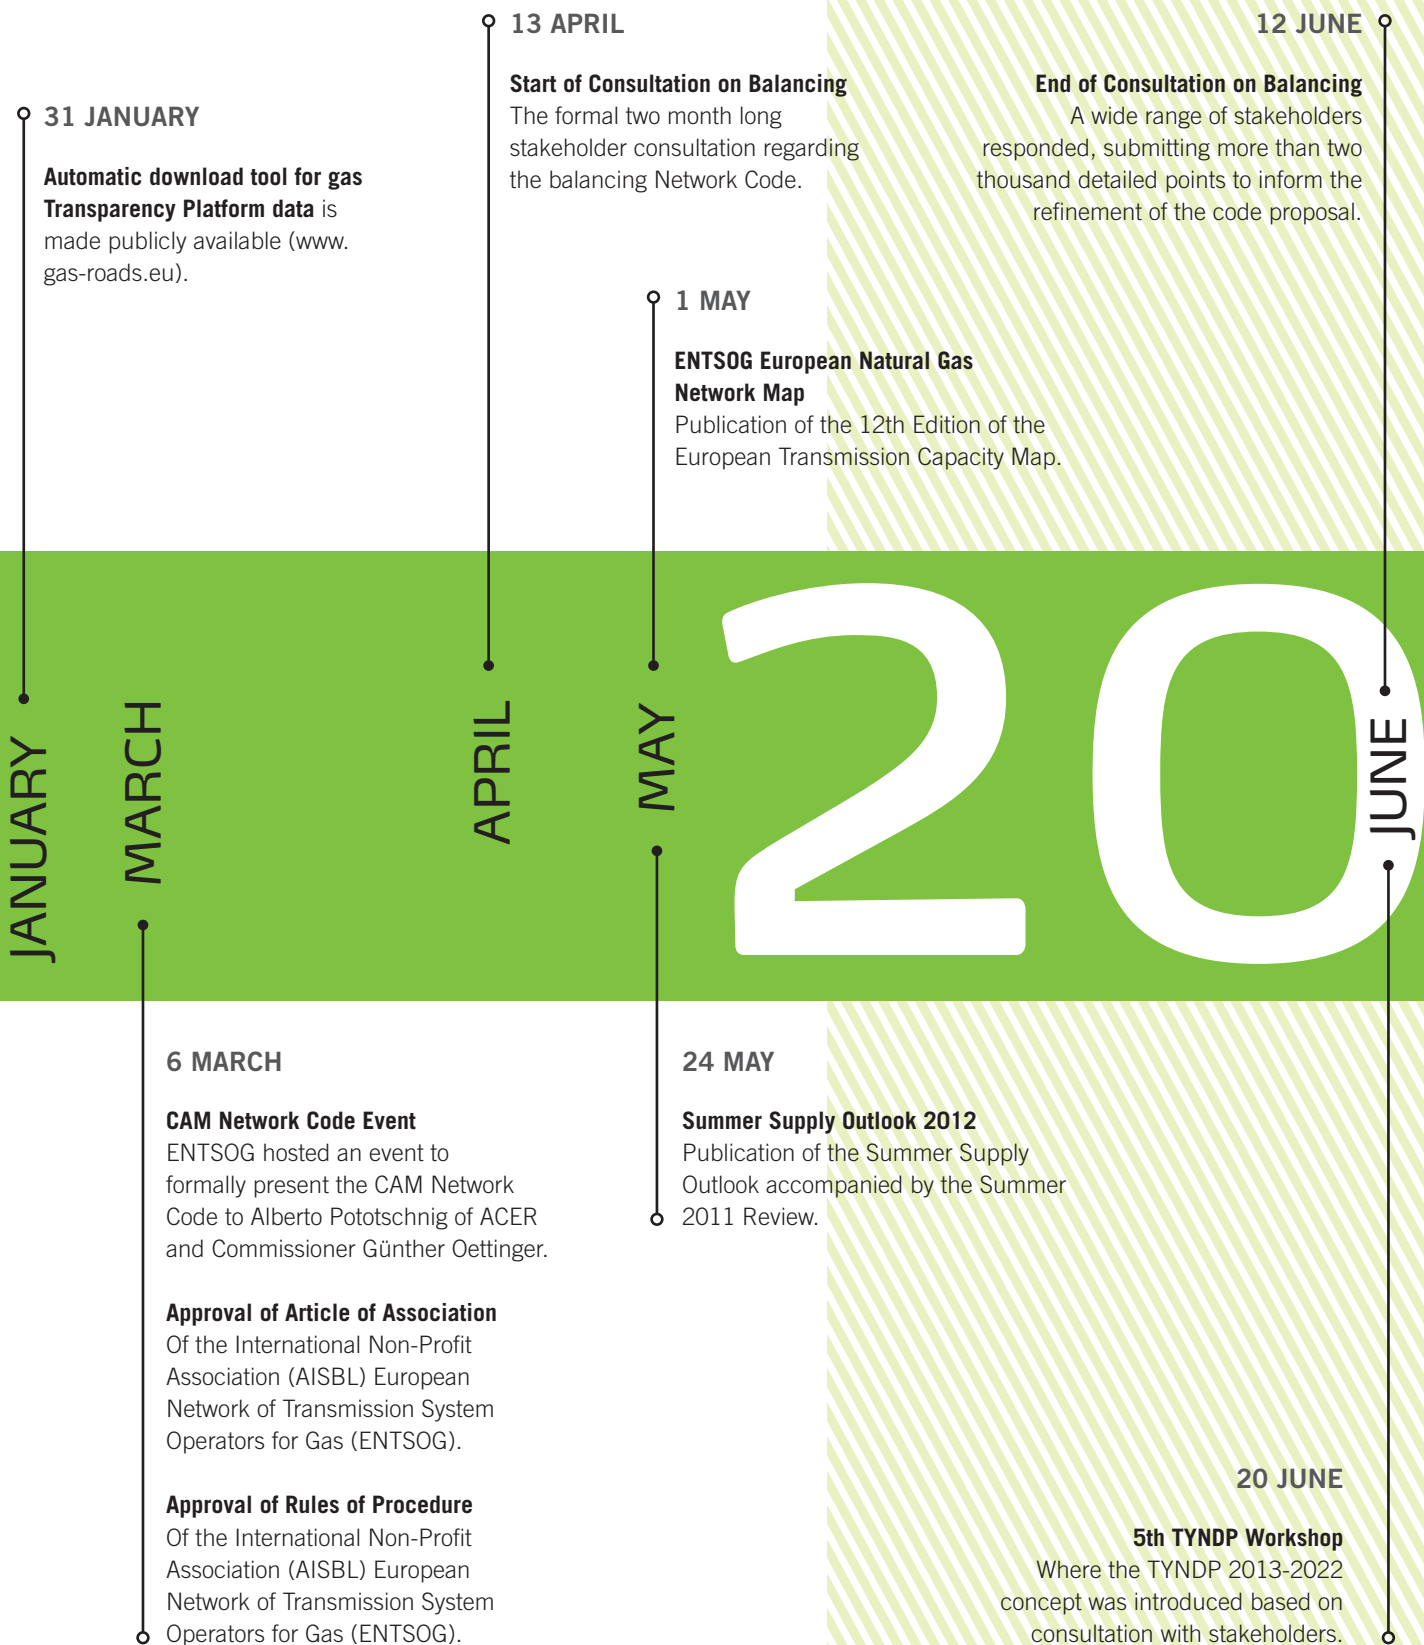 31 JANUARY
Automatic download tool for gas
Transparency Platform data is
made publicly available (www.
gas-roads.eu).
13 APRIL
Start of Consultation on Balancing
The formal two month long
stakeholder consultation regarding
the balancing Network Code.
1 MAY
ENTSOG European Natural Gas
Network Map
Publication of the 12th Edition of the
European Transmission Capacity Map.
12 JUNE
End of Consultation on Balancing
A wide range of stakeholders
responded, submitting more than two
thousand detailed points to inform the
refinement of the code proposal.
JANUARY
MARCH
APRIL
MAY
20
JUNE
6 MARCH
CAM Network Code Event
ENTSOG hosted an event to
formally present the CAM Network
Code to Alberto Pototschnig of ACER
and Commissioner Günther Oettinger.
Approval of Article of Association
Of the International Non-Profit
Association (AISBL) European
Network of Transmission System
Operators for Gas (ENTSOG).
Approval of Rules of Procedure
Of the International Non-Profit
Association (AISBL) European
Network of Transmission System
Operators for Gas (ENTSOG).
24 MAY
Summer Supply Outlook 2012
Publication of the Summer Supply
Outlook accompanied by the Summer
2011 Review.
20 JUNE
5th TYNDP Workshop
Where the TYNDP 2013-2022
concept was introduced based on
consultation with stakeholders.